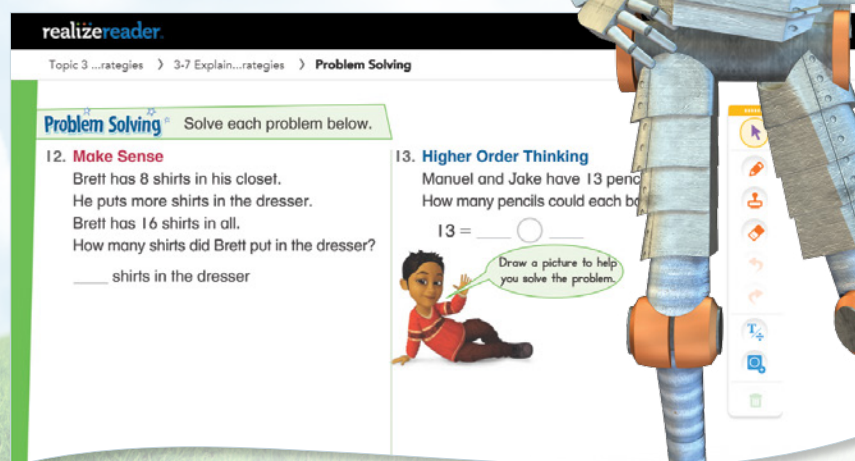 realizereader.
Topic 3 ...rategies > 3-7 Explain...rategies > Problem Solving
Problem Solving Solve each problem below.
12. Make Sense
Brett has 8 shirts in his closet.
He puts more shirts in the dresser.
Brett has 16 shirts in all.
How many shirts did Brett put in the dresser?
____ shirts in the dresser
13. Higher Order Thinking
Manuel and Jake have 13
How many pencils could each
13 = ____ ◯ ____
Draw a picture to help
you solve the problem.
T